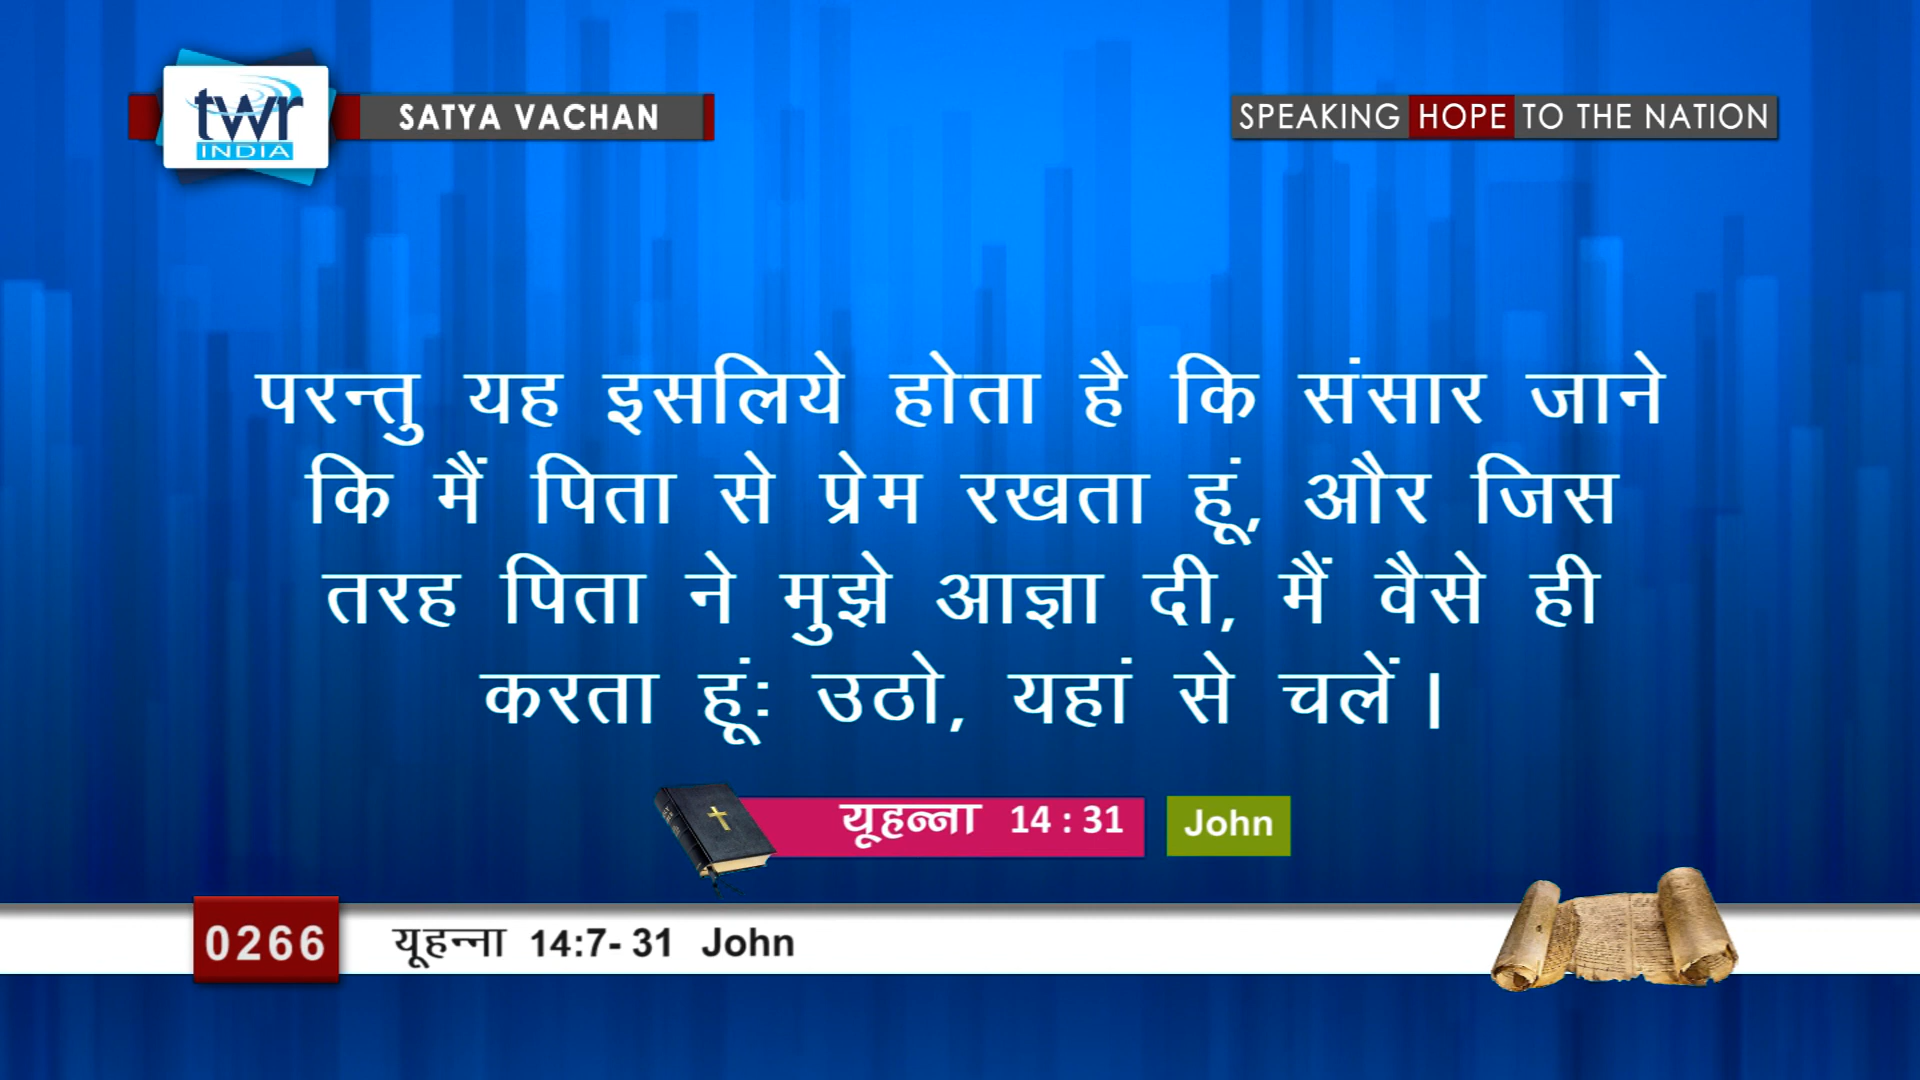 twr
INDIA
SATYA VACHAN
SPEAKING HOPE TO THE NATION
परन्तु यह इसलिये होता है कि संसार जाने
कि मैं पिता से प्रेम रखता हूं, और जिस
तरह पिता ने मुझे आज्ञा दी, मैं वैसे ही
करता हूं: उठो, यहां से चलें।
यूहन्ना 14 : 31 John
0266 यूहन्ना 14:7- 31 John